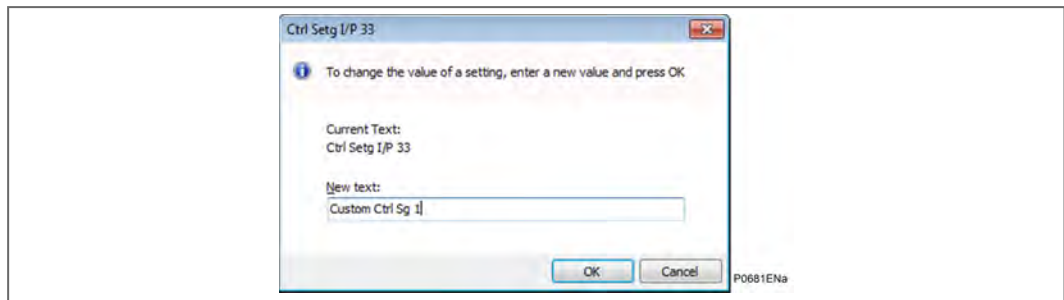 Ctrl Setg I/P 33
To change the value of a setting, enter a new value and press OK
Current Text:
Ctrl Setg I/P 33
New text:
Custom Ctrl Sg 1
OK Cancel
P0681ENa